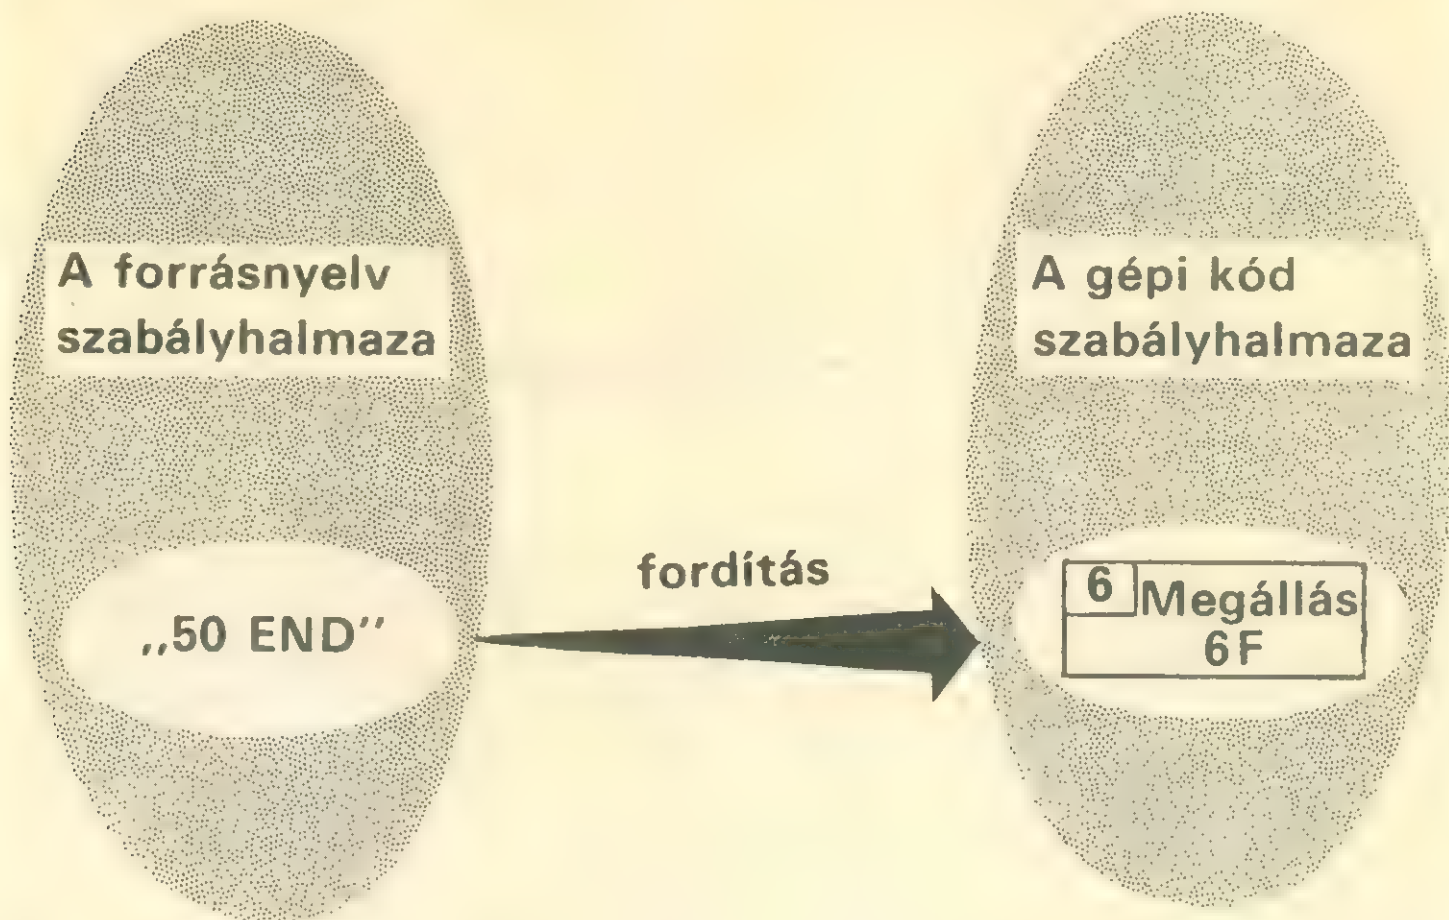 A forrásnyelv
szabályhalmaza
A gépi kód
szabályhalmaza
fordítás
„50 END”
6 Megállás
6F